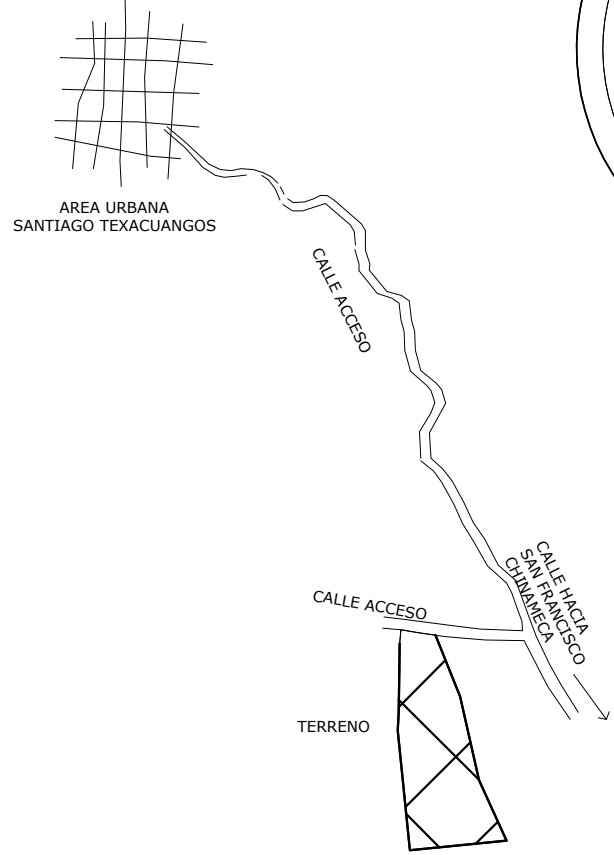 AREA URBANA
SANTIAGO TEXACUANGOS
CALLE ACCESO
CALLE HACIA
SAN FRANCISCO
CHINAMECA
CALLE ACCESO
TERRENO